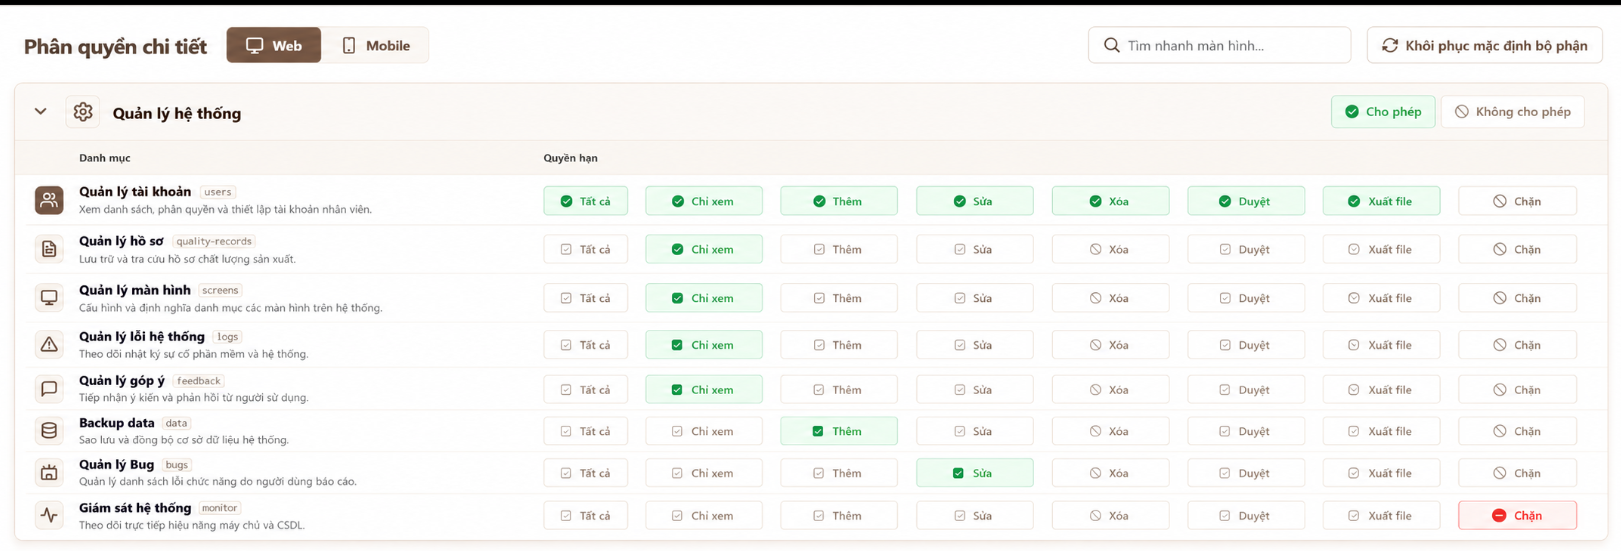 Phân quyền chi tiết Web Mobile Tìm nhanh màn hình... Khôi phục mặc định bộ phận
Quản lý hệ thống Cho phép Không cho phép
Danh mục Quyền hạn
Quản lý tài khoản users
Xem danh sách, phân quyền và thiết lập tài khoản nhân viên.
Tất cả Chỉ xem Thêm Sửa Xóa Duyệt Xuất file Chặn
Quản lý hồ sơ quality-records
Lưu trữ và tra cứu hồ sơ chất lượng sản xuất.
Tất cả Chỉ xem Thêm Sửa Xóa Duyệt Xuất file Chặn
Quản lý màn hình screens
Cấu hình và định nghĩa danh mục các màn hình trên hệ thống.
Tất cả Chỉ xem Thêm Sửa Xóa Duyệt Xuất file Chặn
Quản lý lỗi hệ thống logs
Theo dõi nhật ký sự cố phần mềm và hệ thống.
Tất cả Chỉ xem Thêm Sửa Xóa Duyệt Xuất file Chặn
Quản lý góp ý feedback
Tiếp nhận ý kiến và phản hồi từ người sử dụng.
Tất cả Chỉ xem Thêm Sửa Xóa Duyệt Xuất file Chặn
Backup data data
Sao lưu và đồng bộ cơ sở dữ liệu hệ thống.
Tất cả Chỉ xem Thêm Sửa Xóa Duyệt Xuất file Chặn
Quản lý Bug bugs
Quản lý danh sách lỗi chức năng do người dùng báo cáo.
Tất cả Chỉ xem Thêm Sửa Xóa Duyệt Xuất file Chặn
Giám sát hệ thống monitor
Theo dõi trực tiếp hiệu năng máy chủ và CSDL.
Tất cả Chỉ xem Thêm Sửa Xóa Duyệt Xuất file Chặn